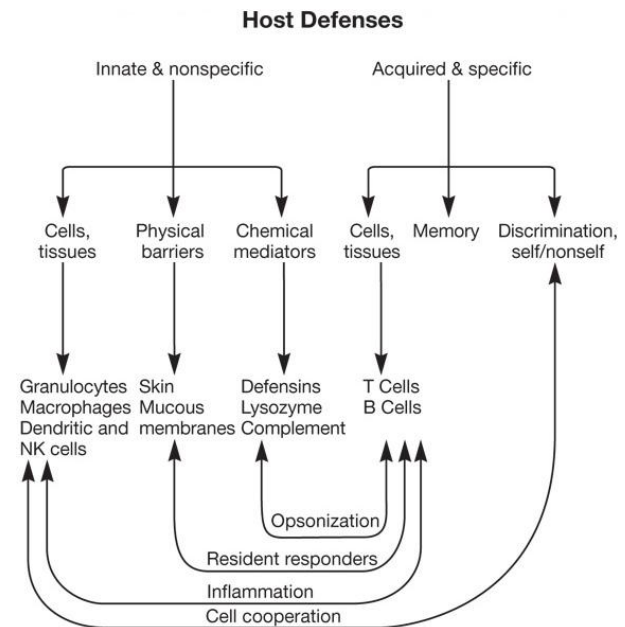 Host Defenses
Innate & nonspecific
Acquired & specific
Cells,
tissues
Physical
barriers
Chemical
mediators
Cells,
tissues
Memory
Discrimination,
self/nonself
Granulocytes
Macrophages
Dendritic and
NK cells
Skin
Mucous
membranes
Defensins
Lysozyme
Complement
T Cells
B Cells
Opsonization
Resident responders
Inflammation
Cell cooperation